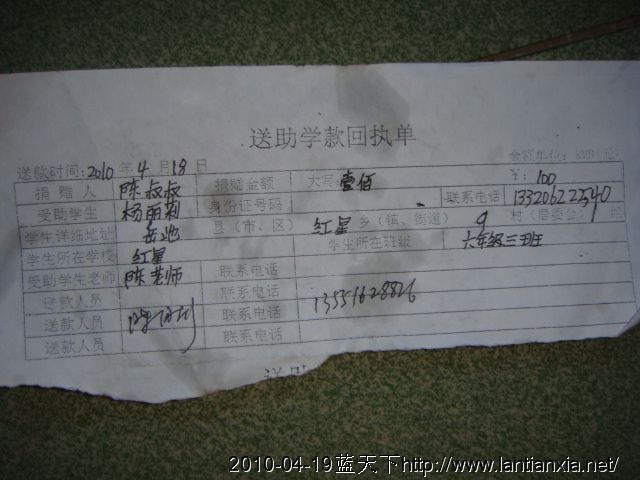 送助学款回执单
送款时间:2010年4月18日 金额单位:RMB(元)
捐赠人 陈叔叔 捐赠金额 大写 壹佰 ¥:100
受助学生 杨丽莉 身份证号码 联系电话 13320622540
学生详细地址 岳池 县(市、区) 红星 乡(镇、街道) 9 村(居委会) 1
学生所在学校 红星 学生所在班级 六年级三班
受助学生老师 陈老师 联系电话
送款人员 联系电话
送款人员 联系电话 13551628826
送款人员 联系电话
2010-04-19蓝天下http://www.lantianxia.net/